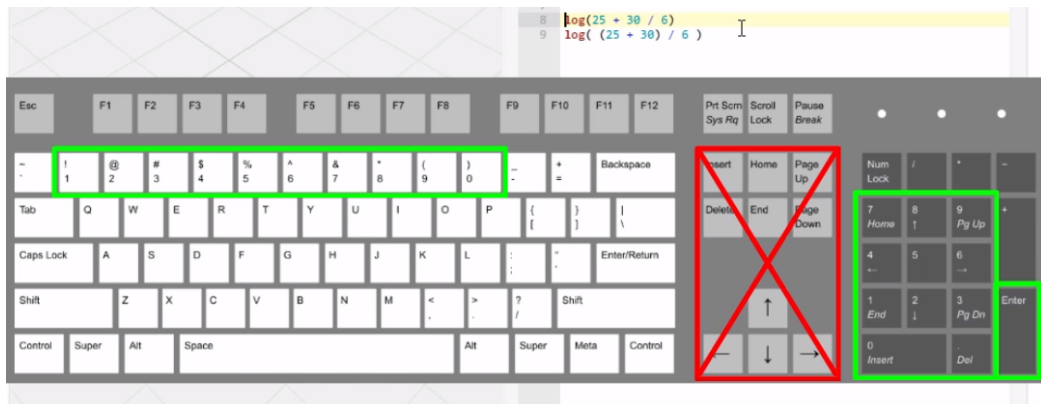 8 log(25 + 30 / 6)
9 log( (25 + 30) / 6 )
Esc F1 F2 F3 F4 F5 F6 F7 F8 F9 F10 F11 F12 Prt Scrn Scroll Pause
Sys Rq Lock Break
~ ! @ # $ % ^ & * ( ) _ + Backspace Insert Home Page Num / * -
` 1 2 3 4 5 6 7 8 9 0 - = Up Lock
Tab Q W E R T Y U I O P { } | Delete End Page 7 8 9 +
[ ] \ Down Home ↑ Pg Up
Caps Lock A S D F G H J K L : " Enter/Return 4 5 6
; ' ← →
Shift Z X C V B N M < > ? Shift ↑ 1 2 3 Enter
, . / End ↓ Pg Dn
Control Super Alt Space Alt Super Meta Control ← ↓ → 0 .
Insert Del